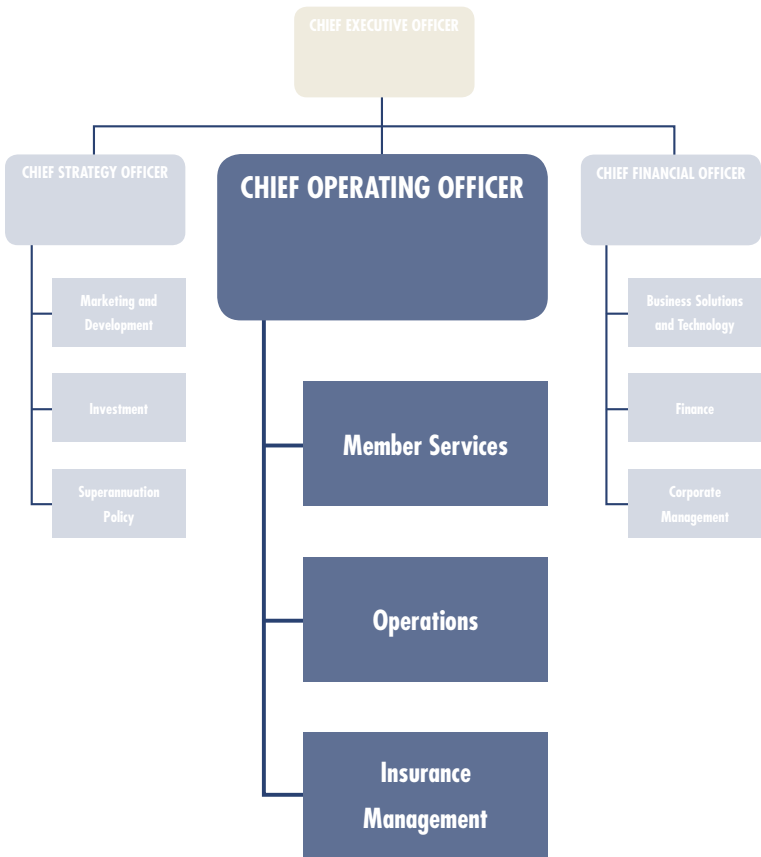 CHIEF EXECUTIVE OFFICER
CHIEF STRATEGY OFFICER
Marketing and
Development
Investment
Superannuation
Policy
CHIEF OPERATING OFFICER
Member Services
Operations
Insurance
Management
CHIEF FINANCIAL OFFICER
Business Solutions
and Technology
Finance
Corporate
Management